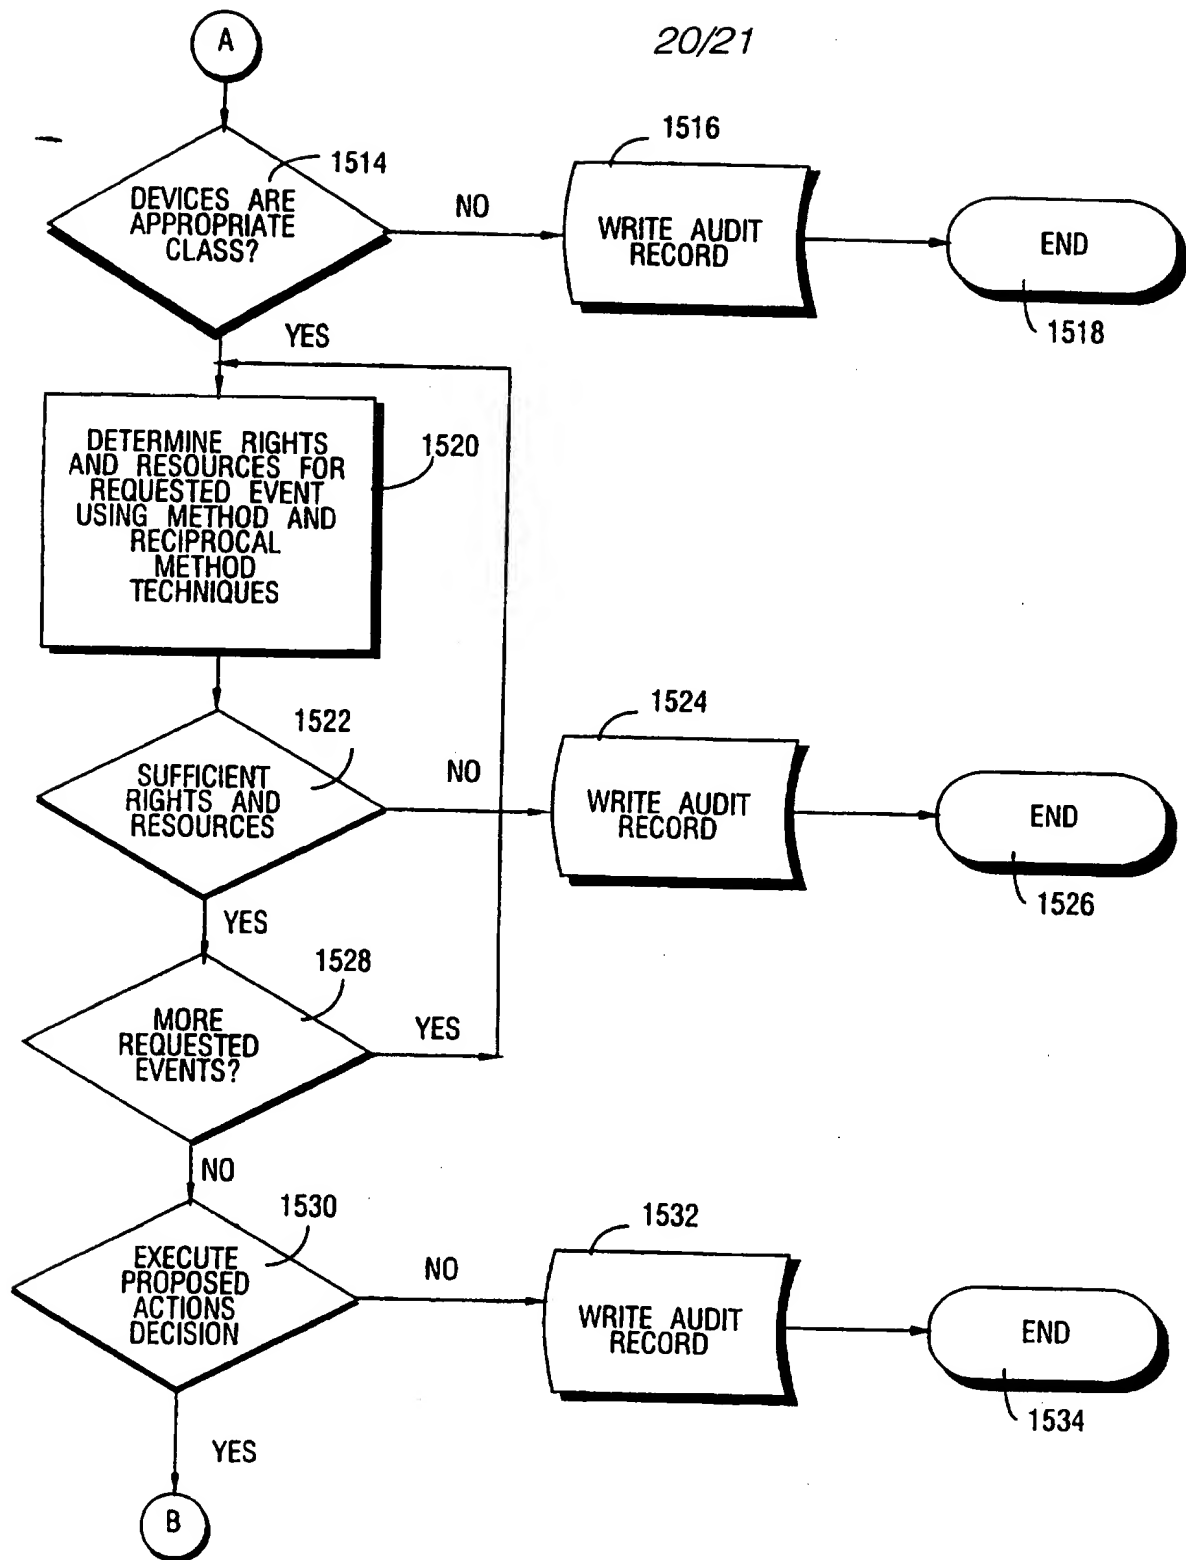 20/21
A
1514
DEVICES ARE
APPROPRIATE
CLASS?
NO
1516
WRITE AUDIT
RECORD
END
1518
YES
DETERMINE RIGHTS
AND RESOURCES FOR
REQUESTED EVENT
USING METHOD AND
RECIPROCAL
METHOD
TECHNIQUES
1520
1522
SUFFICIENT
RIGHTS AND
RESOURCES
NO
1524
WRITE AUDIT
RECORD
END
1526
YES
1528
MORE
REQUESTED
EVENTS?
YES
NO
1530
EXECUTE
PROPOSED
ACTIONS
DECISION
NO
1532
WRITE AUDIT
RECORD
END
1534
YES
B